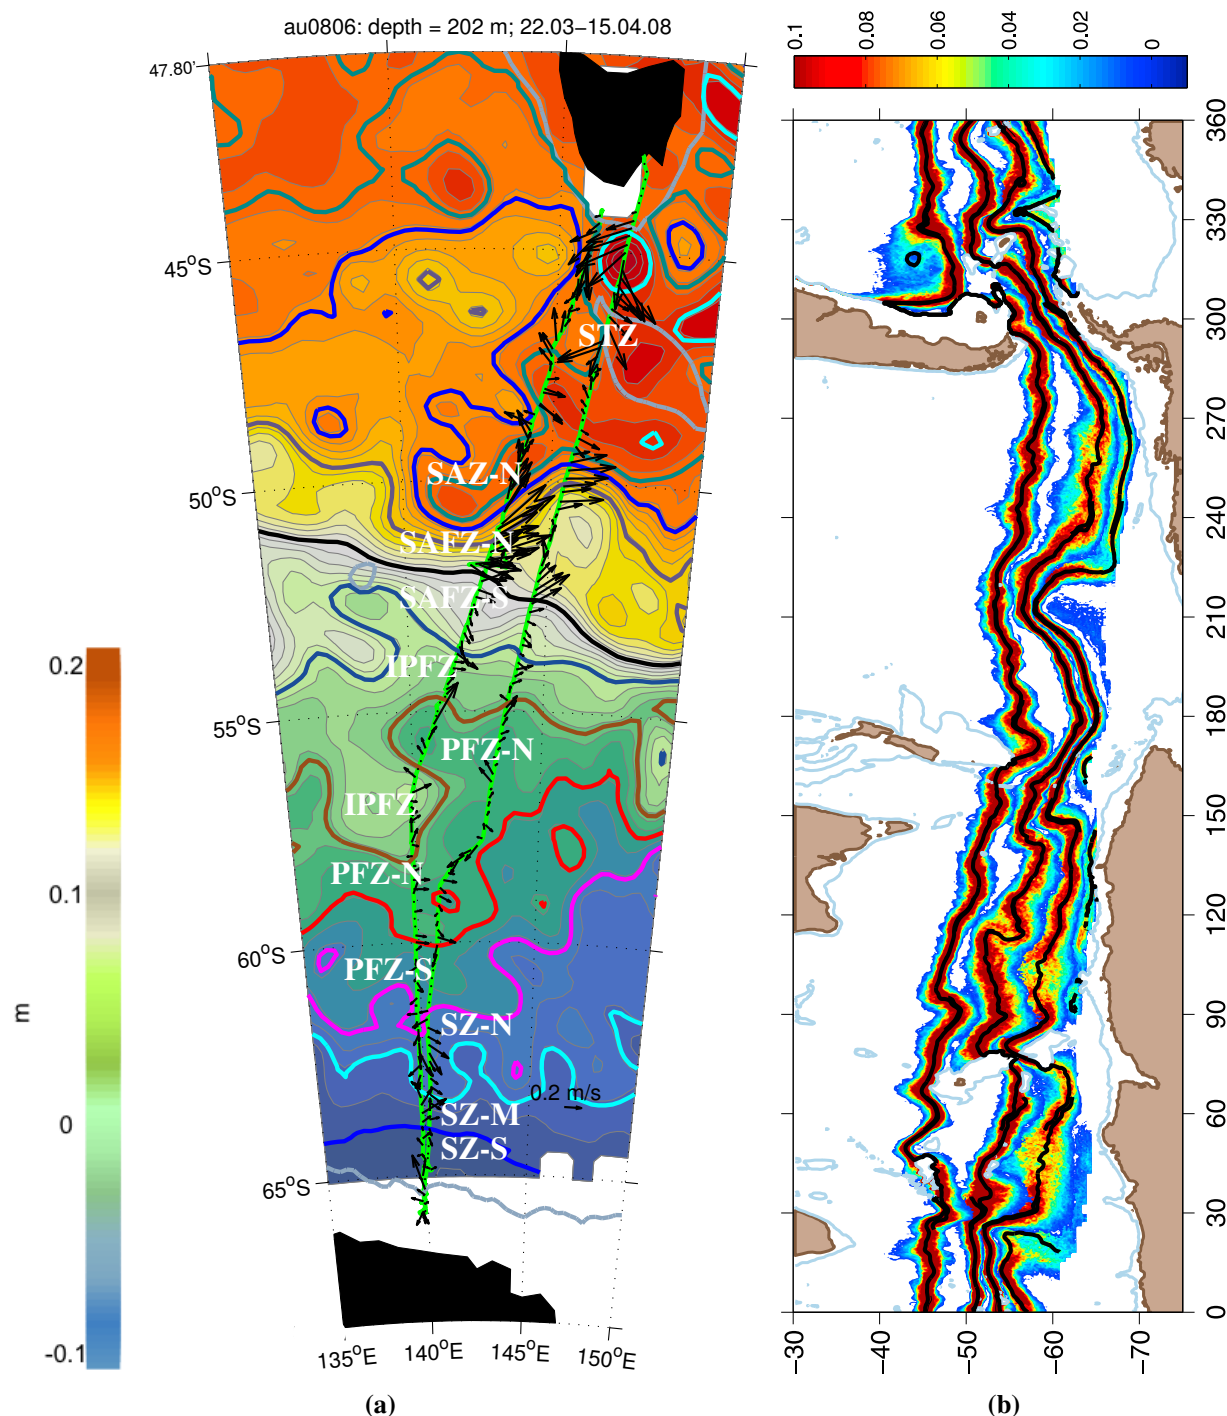 au0806: depth = 202 m; 22.03−15.04.08
47.80'
45°S
50°S
55°S
60°S
65°S
135°E
140°E
145°E
150°E
STZ
SAZ-N
SAFZ-N
SAFZ-S
IPFZ
PFZ-N
IPFZ
PFZ-N
PFZ-S
SZ-N
0.2 m/s
SZ-M
SZ-S
0.2
0.1
0
-0.1
m
(a)
0.1
0.08
0.06
0.04
0.02
0
360
330
300
270
240
210
180
150
120
90
60
30
0
−30
−40
−50
−60
−70
(b)